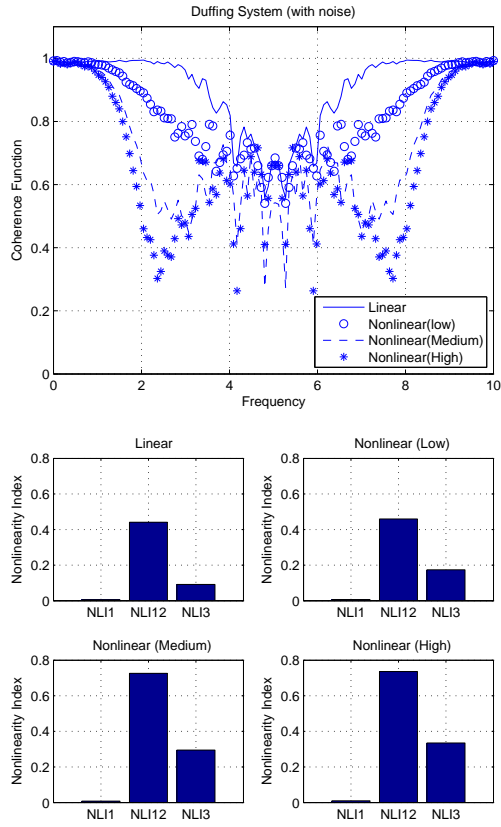 Duffing System (with noise)
Coherence Function
1
0.8
0.6
0.4
0.2
0
0 2 4 6 8 10
Frequency
Linear
Nonlinear(low)
Nonlinear(Medium)
Nonlinear(High)
Linear
Nonlinearity Index
0.8
0.6
0.4
0.2
0
NLI1 NLI12 NLI3
Nonlinear (Low)
Nonlinearity Index
0.8
0.6
0.4
0.2
0
NLI1 NLI12 NLI3
Nonlinear (Medium)
Nonlinearity Index
0.8
0.6
0.4
0.2
0
NLI1 NLI12 NLI3
Nonlinear (High)
Nonlinearity Index
0.8
0.6
0.4
0.2
0
NLI1 NLI12 NLI3